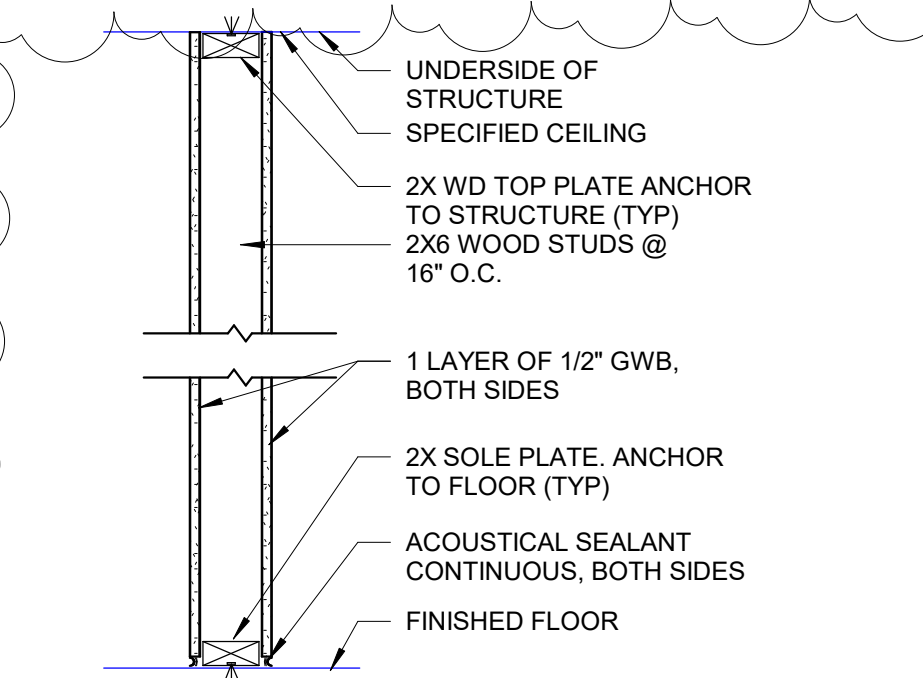 UNDERSIDE OF
STRUCTURE
SPECIFIED CEILING
2X WD TOP PLATE ANCHOR
TO STRUCTURE (TYP)
2X6 WOOD STUDS @
16" O.C.
1 LAYER OF 1/2" GWB,
BOTH SIDES
2X SOLE PLATE. ANCHOR
TO FLOOR (TYP)
ACOUSTICAL SEALANT
CONTINUOUS, BOTH SIDES
FINISHED FLOOR